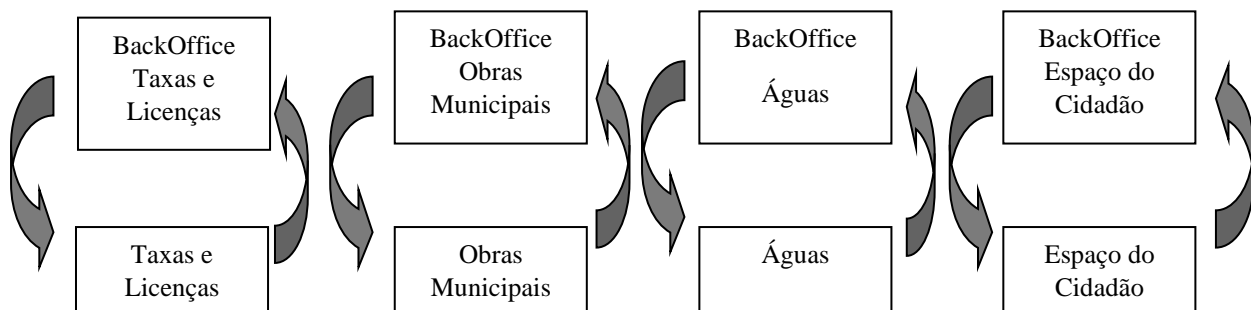 BackOffice
Taxas e
Licenças
BackOffice
Obras
Municipais
BackOffice
Águas
BackOffice
Espaço do
Cidadão
Taxas e
Licenças
Obras
Municipais
Águas
Espaço do
Cidadão